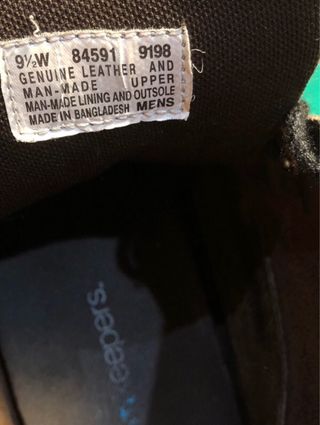 9½W 84591 9198
GENUINE LEATHER AND
MAN-MADE UPPER
MAN-MADE LINING AND OUTSOLE
MADE IN BANGLADESH MENS